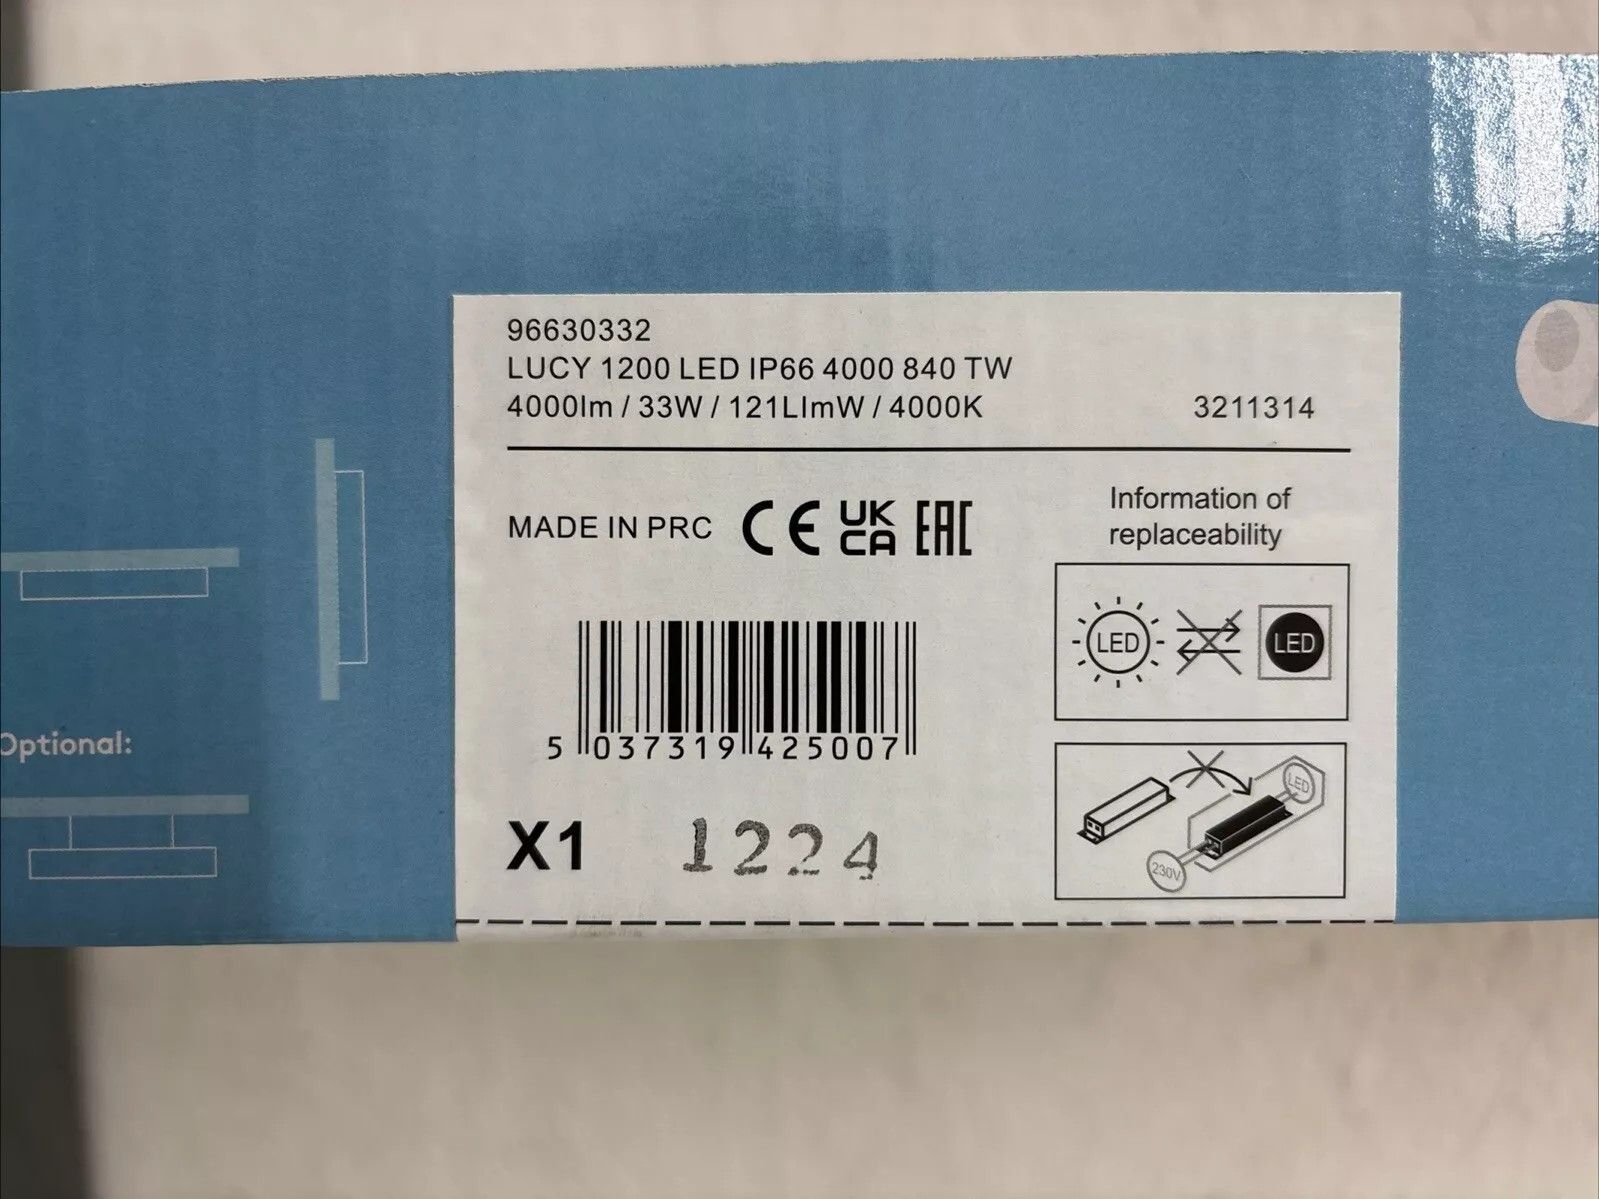 96630332
LUCY 1200 LED IP66 4000 840 TW
4000lm / 33W / 121LlmW / 4000K
3211314
MADE IN PRC
CE
UK
CA
EAC
Information of
replaceability
LED
LED
5 037319 425007
Optional:
LED
230V
X1
1224